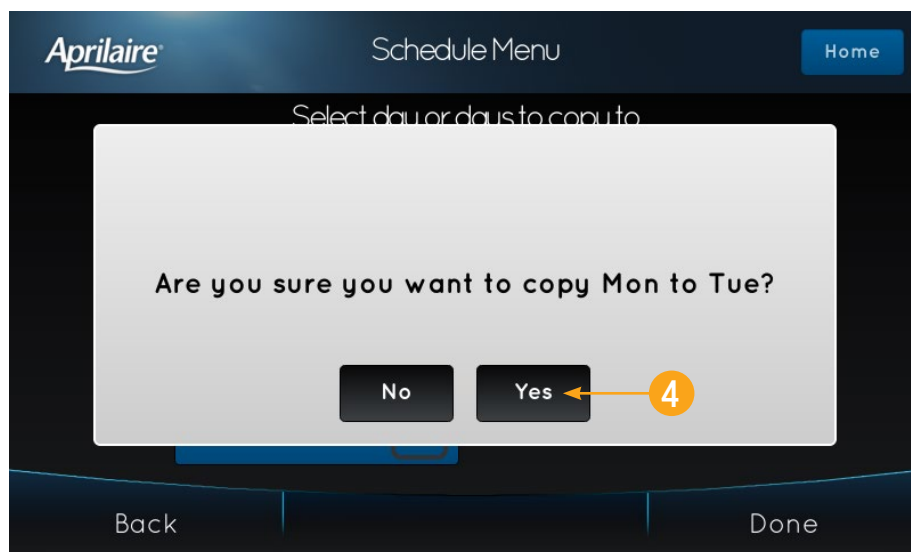 Aprilaire®
Schedule Menu
Home
Select day or days to copy to
Are you sure you want to copy Mon to Tue?
No
Yes
4
Back
Done